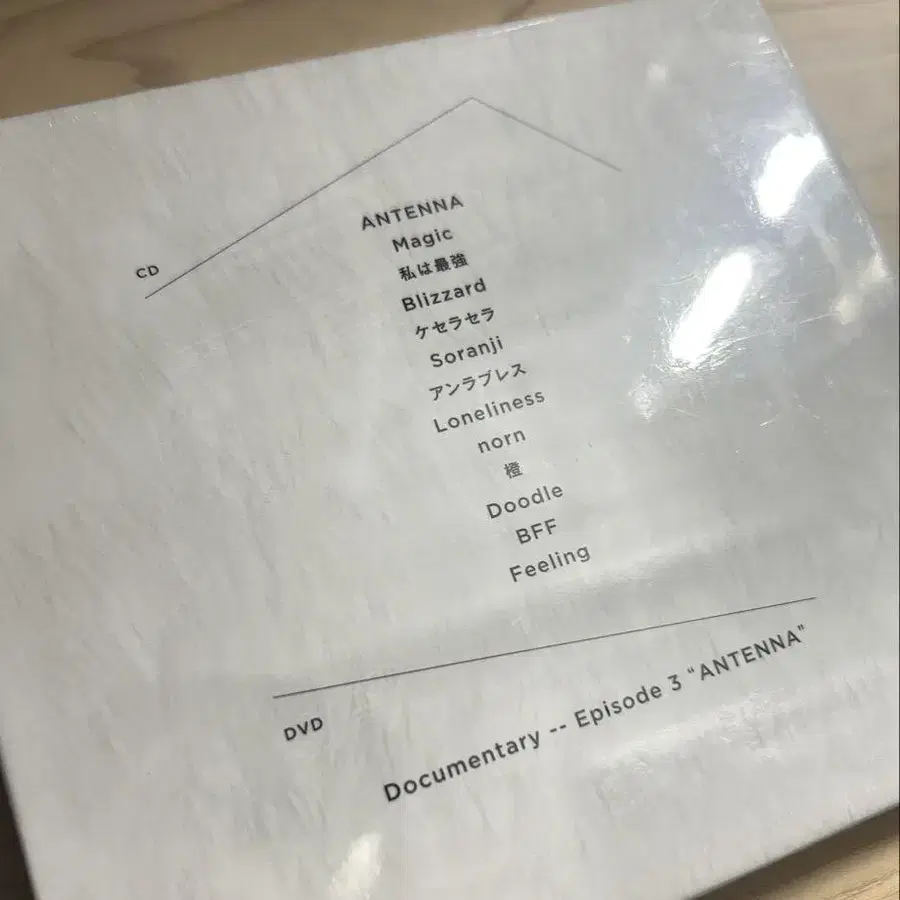 CD
ANTENNA
Magic
私は最強
Blizzard
ケセラセラ
Soranji
アンラブレス
Loneliness
norn
橙
Doodle
BFF
Feeling
DVD
Documentary -- Episode 3 “ANTENNA”